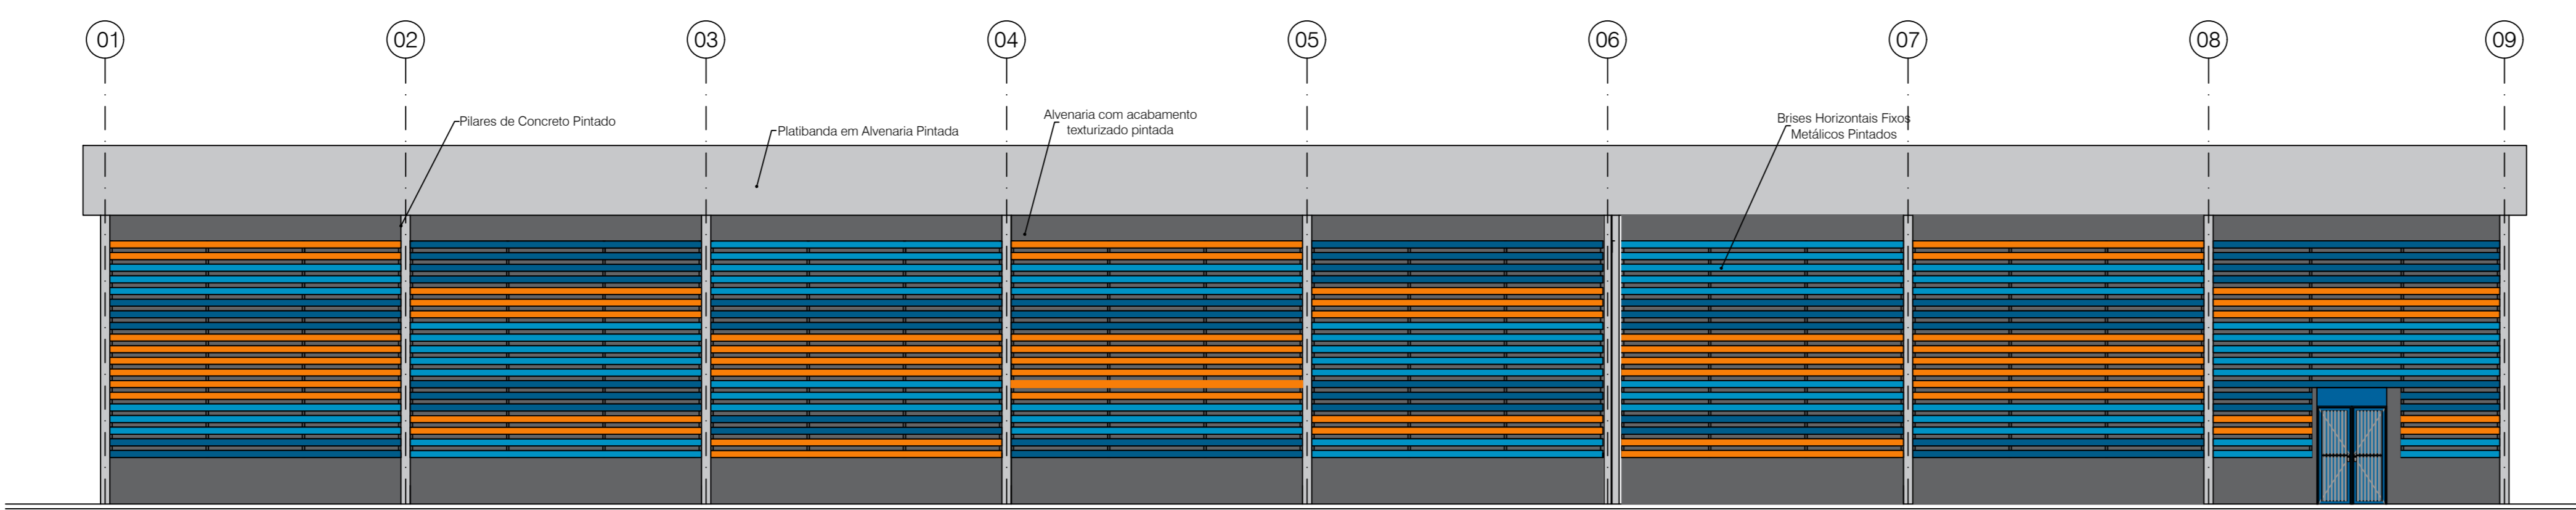 01
02
03
04
05
06
07
08
09
Pilares de Concreto Pintado
Platibanda em Alvenaria Pintada
Alvenaria com acabamento
texturizado pintada
Brises Horizontais Fixos
Metálicos Pintados